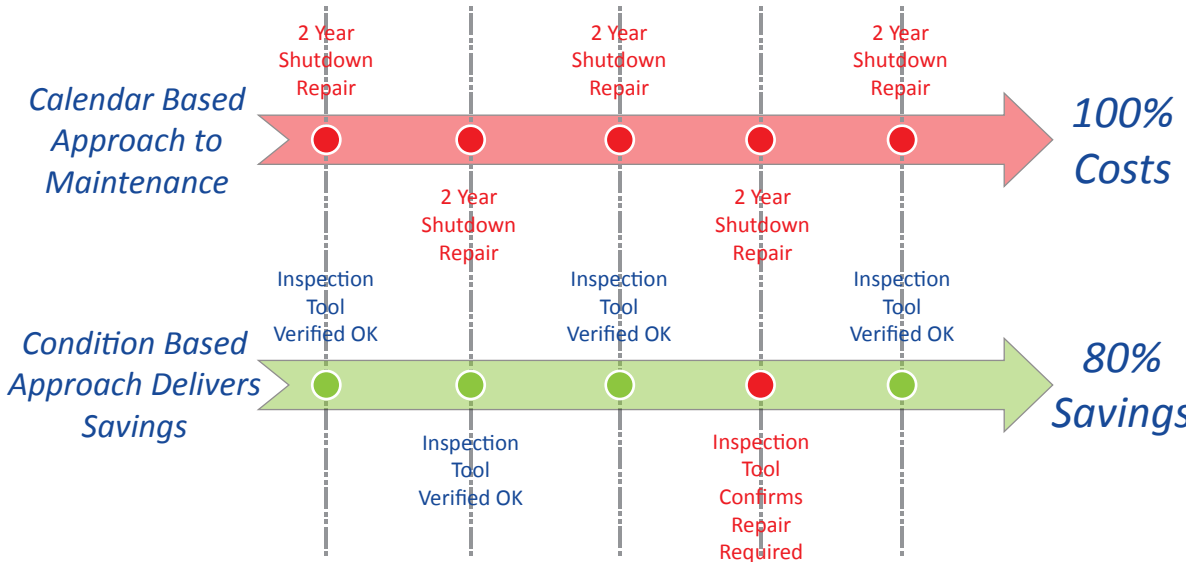 2 Year
Shutdown
Repair
2 Year
Shutdown
Repair
2 Year
Shutdown
Repair
Calendar Based
Approach to
Maintenance
100%
Costs
2 Year
Shutdown
Repair
2 Year
Shutdown
Repair
Inspection
Tool
Verified OK
Inspection
Tool
Verified OK
Inspection
Tool
Verified OK
Condition Based
Approach Delivers
Savings
80%
Savings
Inspection
Tool
Verified OK
Inspection
Tool
Confirms
Repair
Required